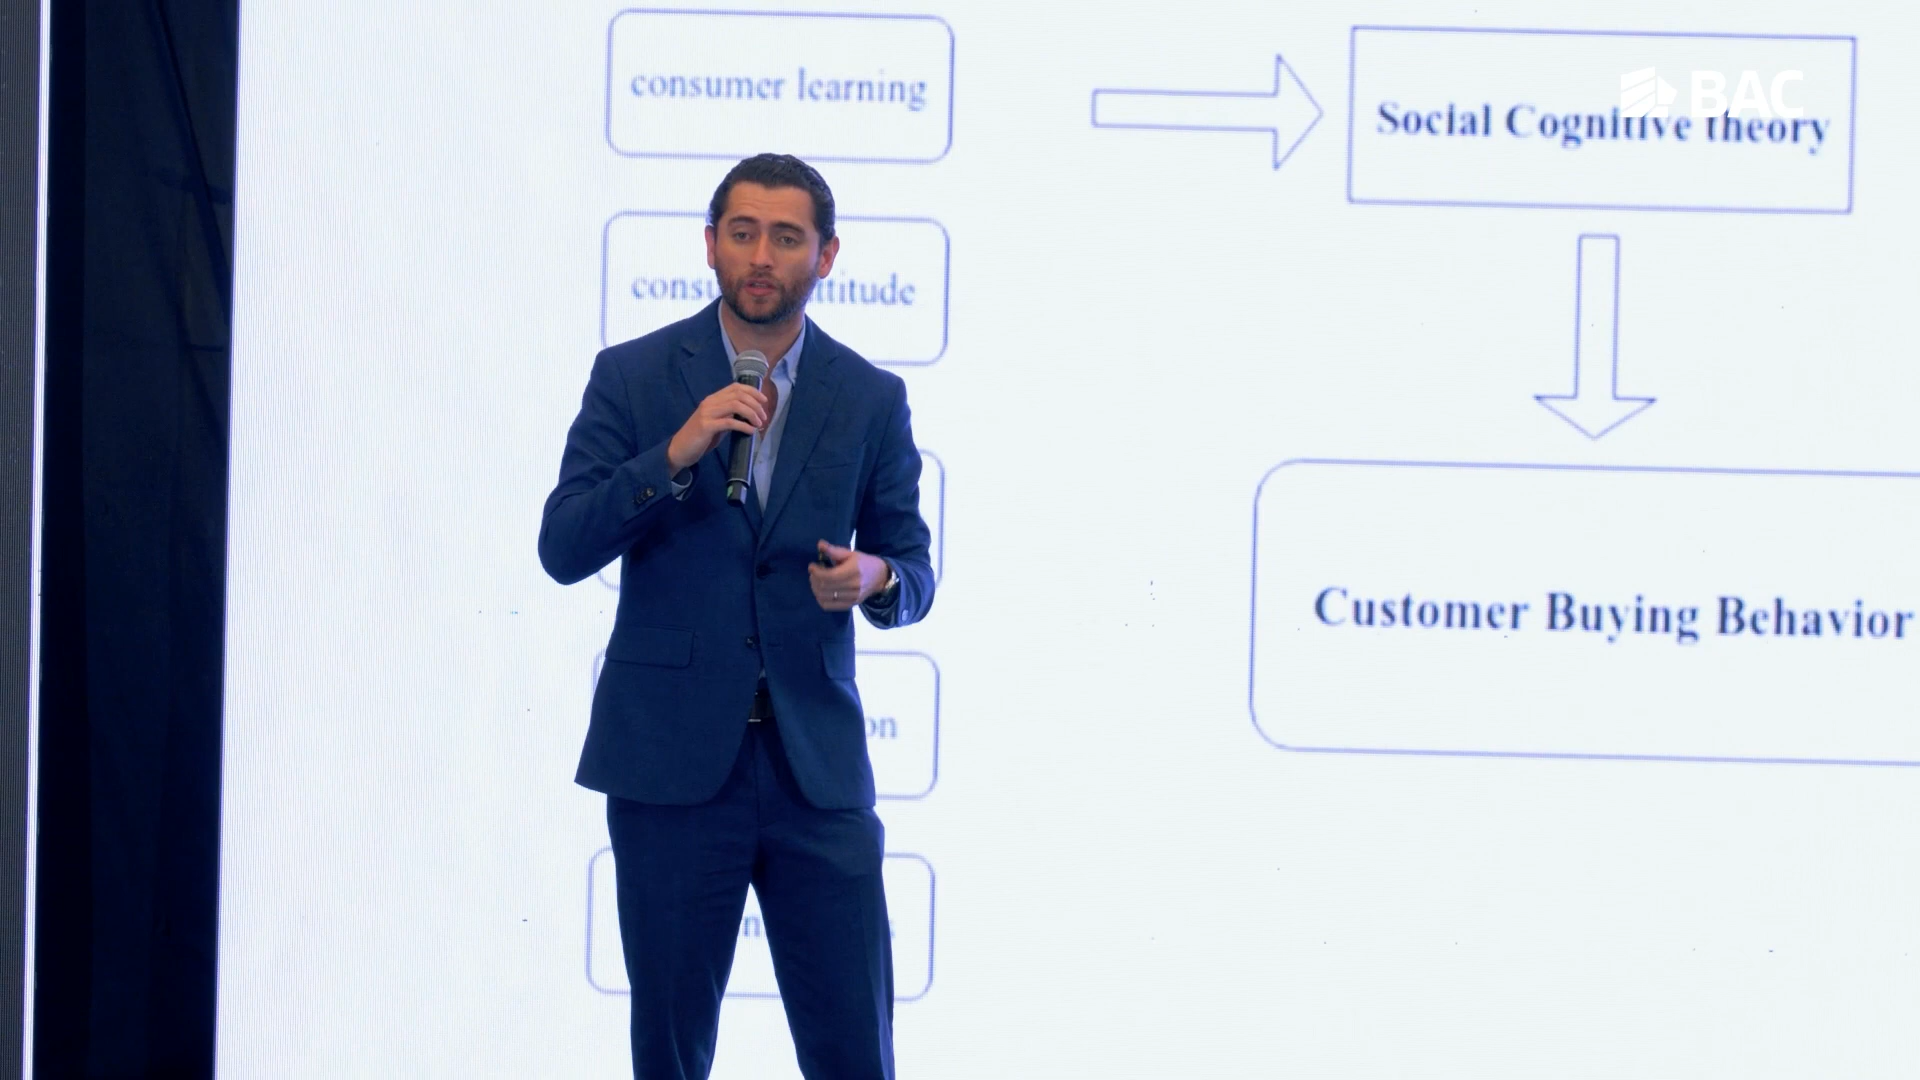 consumer learning
Social Cognitive theory
BAC
Customer Buying Behavior